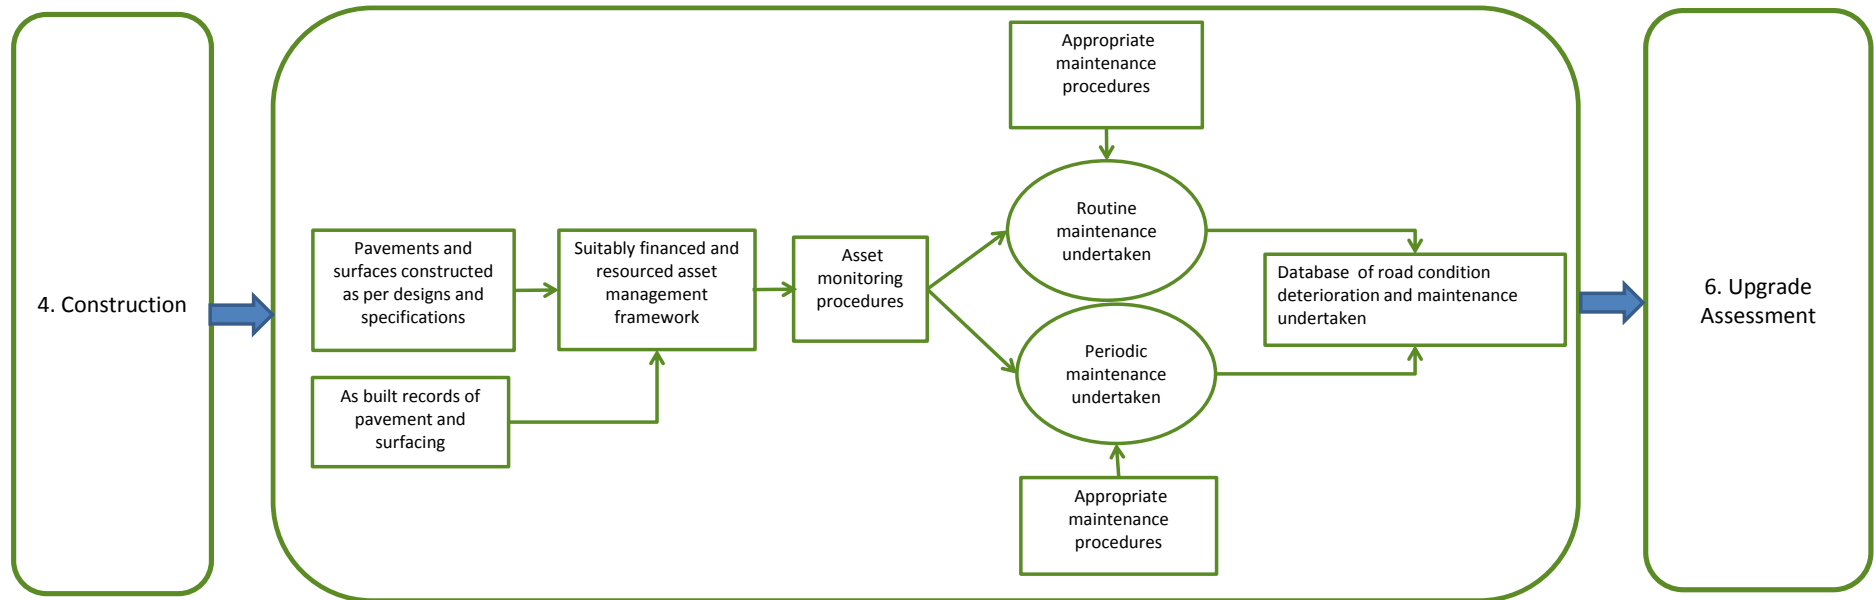 4. Construction
Pavements and
surfaces constructed
as per designs and
specifications
As built records of
pavement and
surfacing
Suitably financed and
resourced asset
management
framework
Asset
monitoring
procedures
Appropriate
maintenance
procedures
Routine
maintenance
undertaken
Periodic
maintenance
undertaken
Appropriate
maintenance
procedures
Database of road condition
deterioration and maintenance
undertaken
6. Upgrade
Assessment